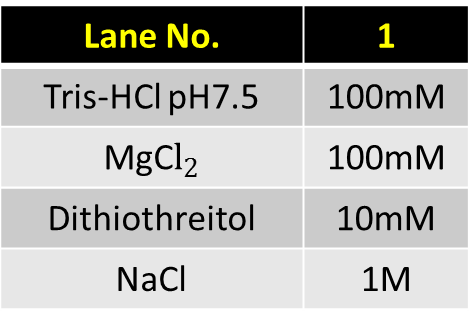 Lane No. 1
Tris-HCl pH7.5 100mM
MgCl₂ 100mM
Dithiothreitol 10mM
NaCl 1M